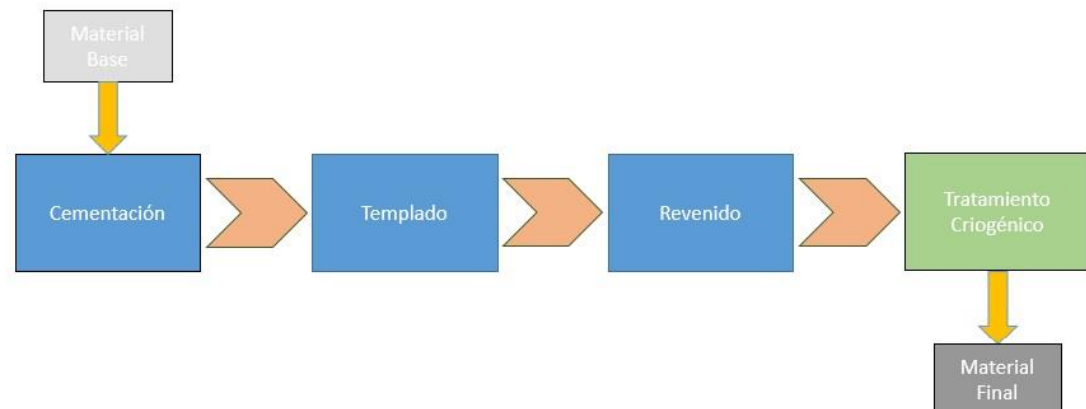 Material
Base
Cementación
Templado
Revenido
Tratamiento
Criogénico
Material
Final